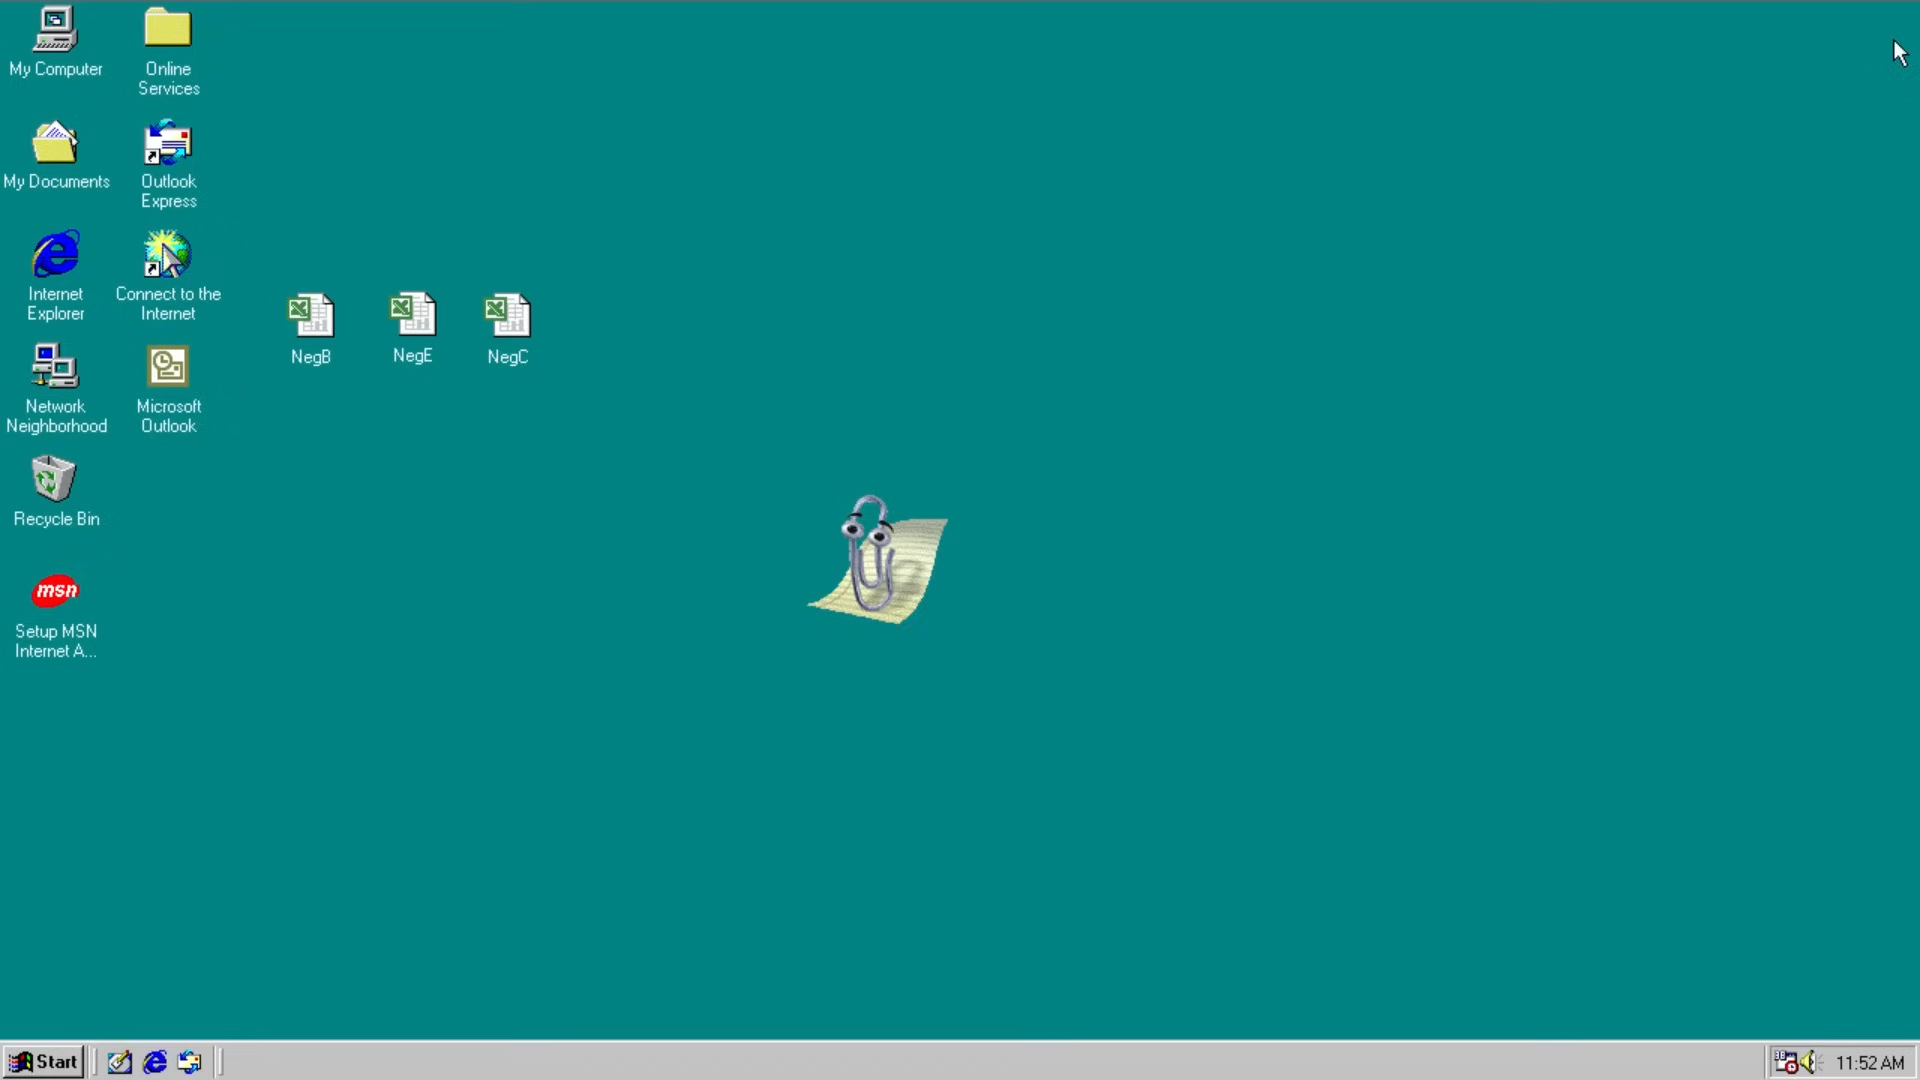 My Computer
Online
Services
My Documents
Outlook
Express
Internet
Explorer
Connect to the
Internet
NegB
NegE
NegC
Network
Neighborhood
Microsoft
Outlook
Recycle Bin
msn
Setup MSN
Internet A...
Start
11:52 AM